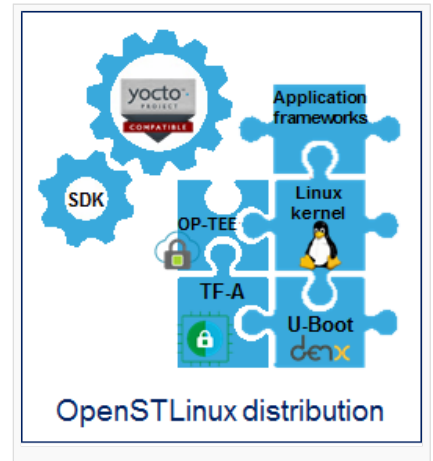 yocto
PROJECT
COMPATIBLE
Application
frameworks
SDK
OP-TEE
Linux
kernel
TF-A
U-Boot
denx
OpenSTLinux distribution